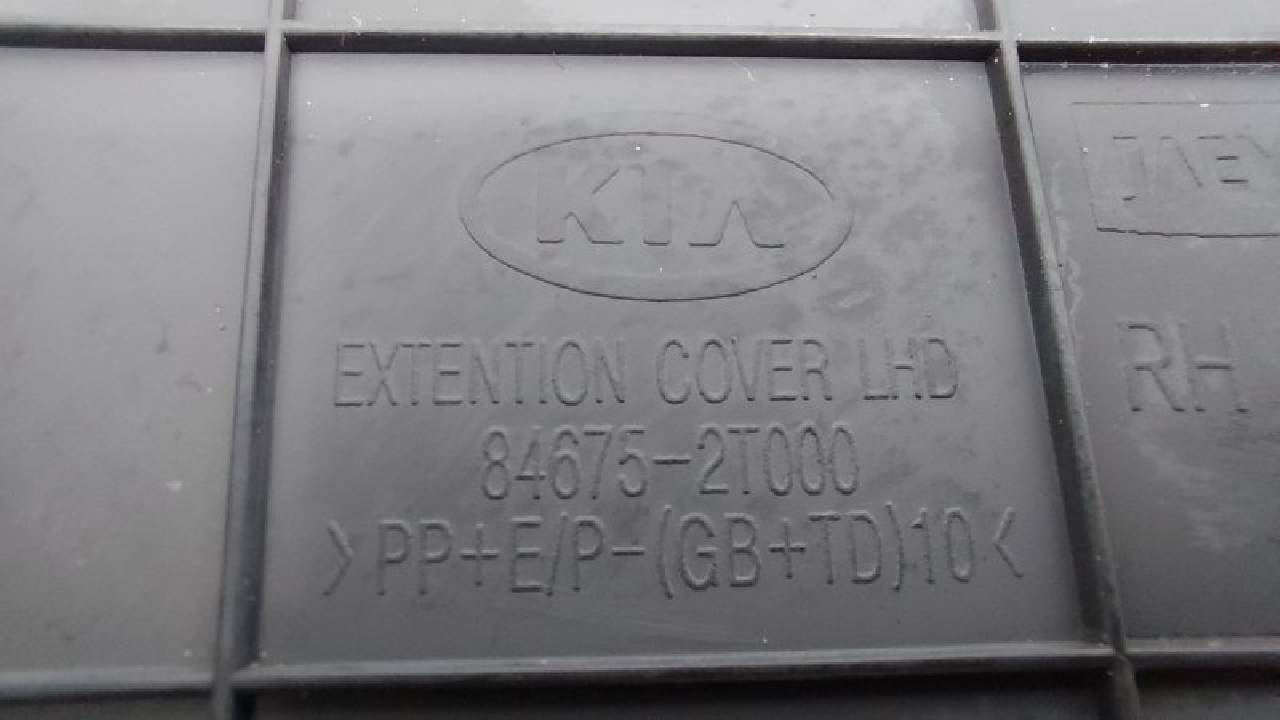 KIA
EXTENTION COVER LHD
84675-2T000
>PP+E/P-(GB+TD)10<
RH